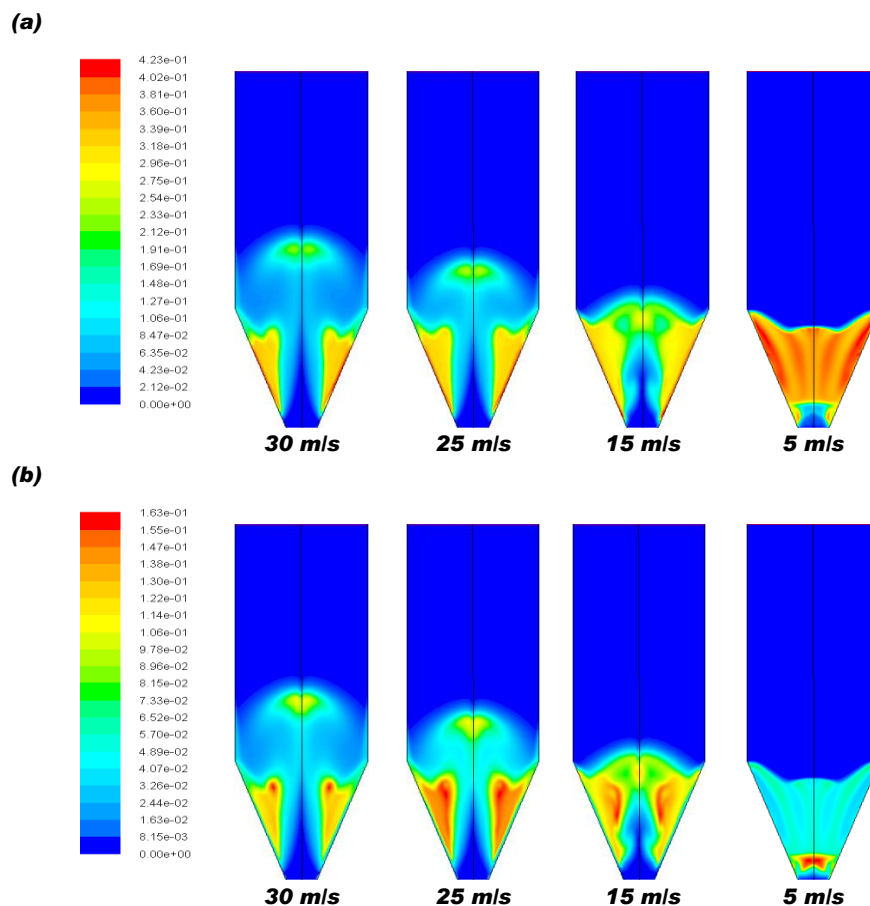 (a)
4.23e-01
4.02e-01
3.81e-01
3.60e-01
3.39e-01
3.18e-01
2.96e-01
2.75e-01
2.54e-01
2.33e-01
2.12e-01
1.91e-01
1.69e-01
1.48e-01
1.27e-01
1.06e-01
8.47e-02
6.35e-02
4.23e-02
2.12e-02
0.00e+00
30 m/s 25 m/s 15 m/s 5 m/s
(b)
1.63e-01
1.55e-01
1.47e-01
1.38e-01
1.30e-01
1.22e-01
1.14e-01
1.06e-01
9.78e-02
8.96e-02
8.15e-02
7.33e-02
6.52e-02
5.70e-02
4.89e-02
4.07e-02
3.26e-02
2.44e-02
1.63e-02
8.15e-03
0.00e+00
30 m/s 25 m/s 15 m/s 5 m/s